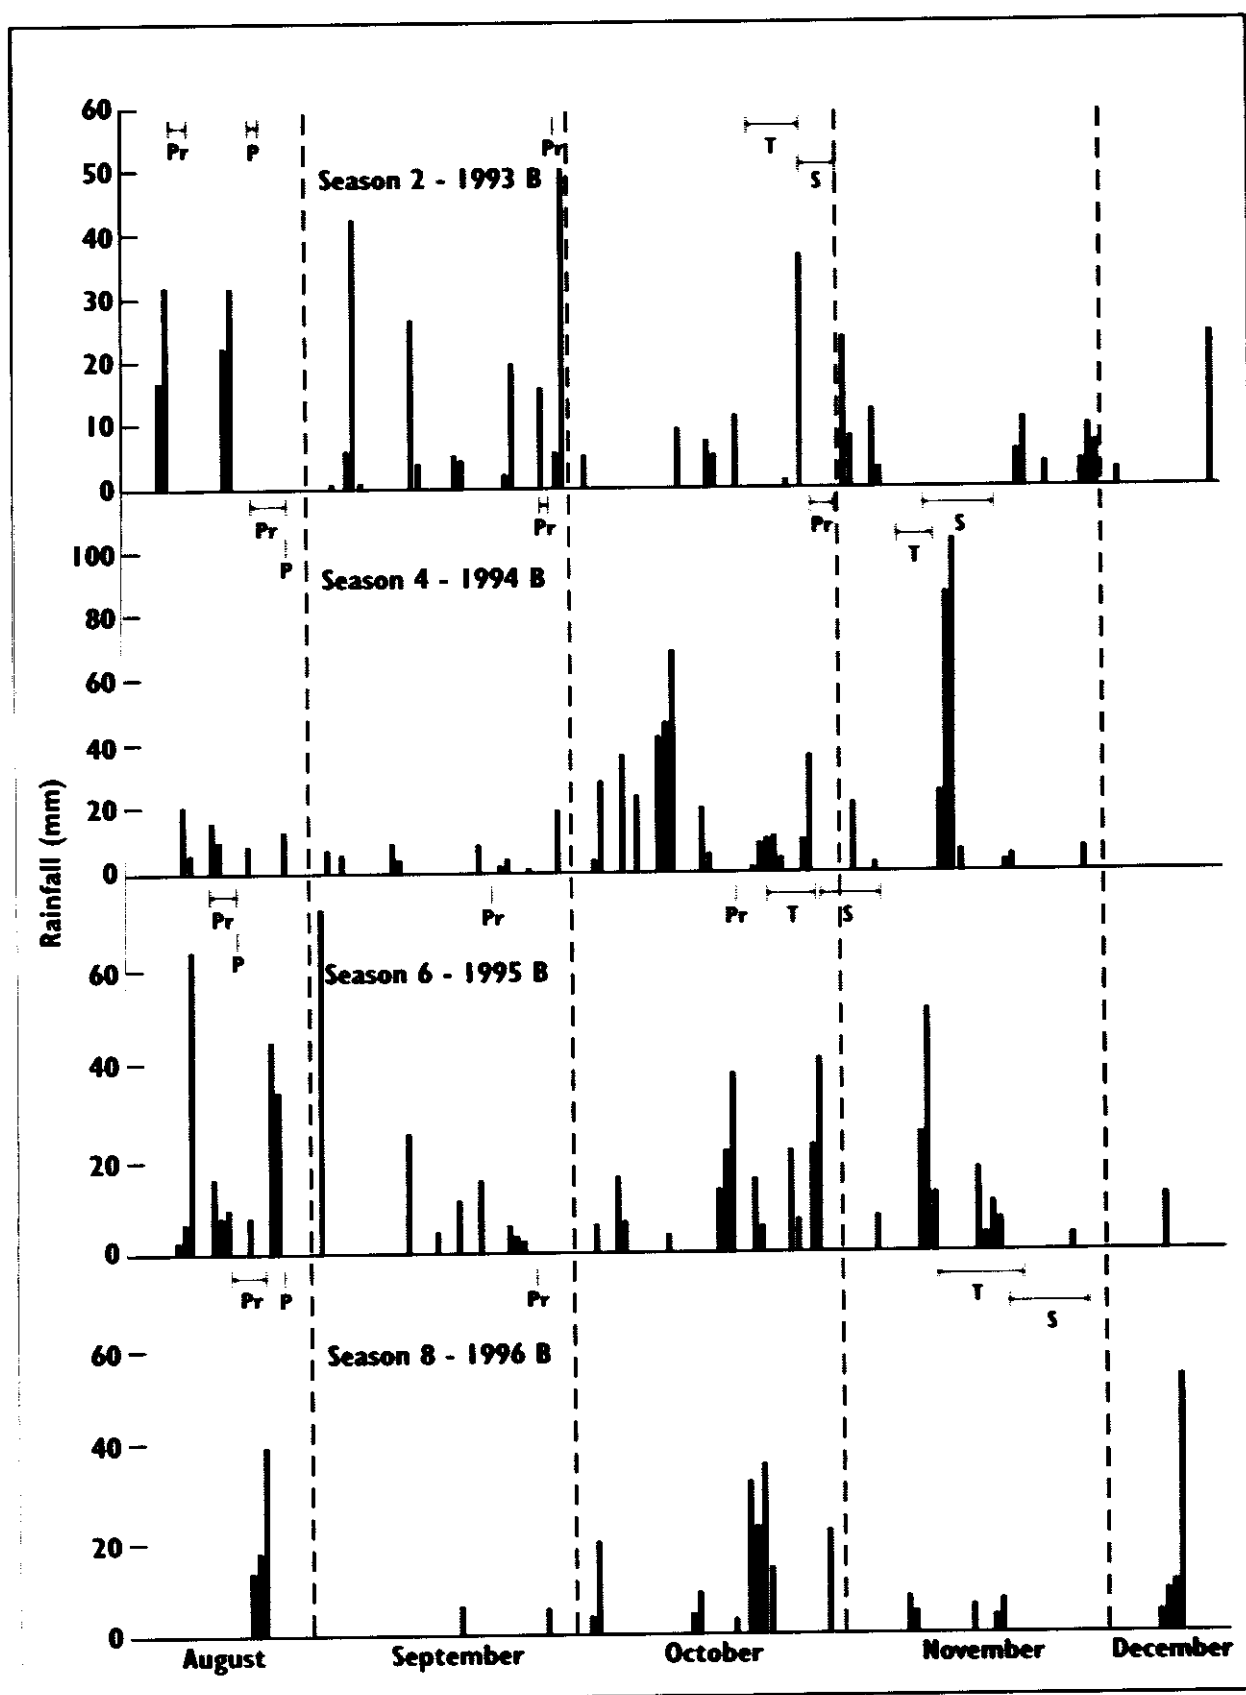 60
Pr P Pr T
Season 2 - 1993 B S
50
40
30
20
10
0
Pr Pr Pr T S
100
P
Season 4 - 1994 B
80
60
40
20
0
Rainfall (mm)
Pr Pr Pr T S
P
60
Season 6 - 1995 B
40
20
0
Pr P Pr T
S
60
Season 8 - 1996 B
40
20
0
August September October November December